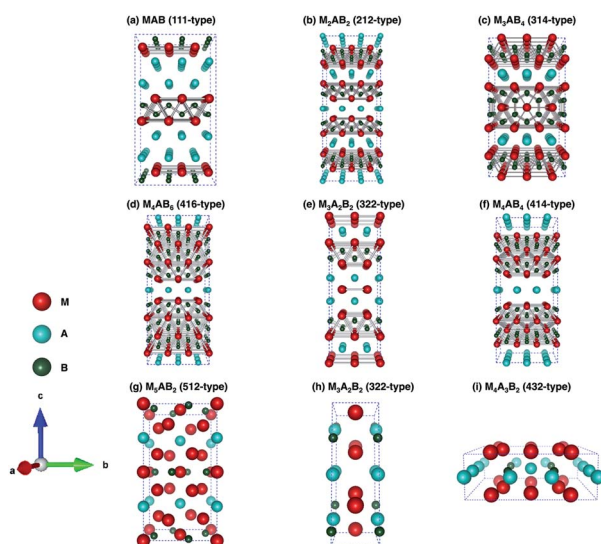 (a) MAB (111-type)
(b) M₂AB₂ (212-type)
(c) M₃AB₄ (314-type)
(d) M₄AB₆ (416-type)
(e) M₃A₂B₂ (322-type)
(f) M₄AB₄ (414-type)
M
A
B
(g) M₅AB₂ (512-type)
(h) M₃A₂B₂ (322-type)
(i) M₄A₃B₂ (432-type)
c
a
b